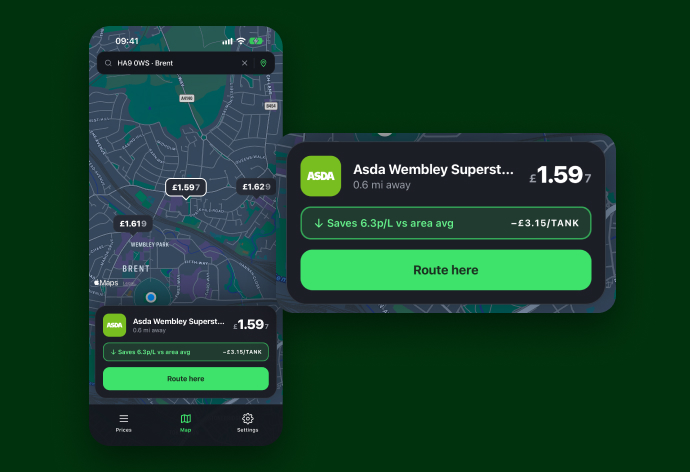 09:41
HA9 0WS · Brent
A4140
B454
£1.597
£1.629
£1.619
WEMBLEY PARK
BRENT
Maps
ASDA
Asda Wembley Superst...
£1.597
0.6 mi away
↓ Saves 6.3p/L vs area avg
−£3.15/TANK
Route here
Prices
Map
Settings
ASDA
Asda Wembley Superst...
£1.597
0.6 mi away
↓ Saves 6.3p/L vs area avg
−£3.15/TANK
Route here